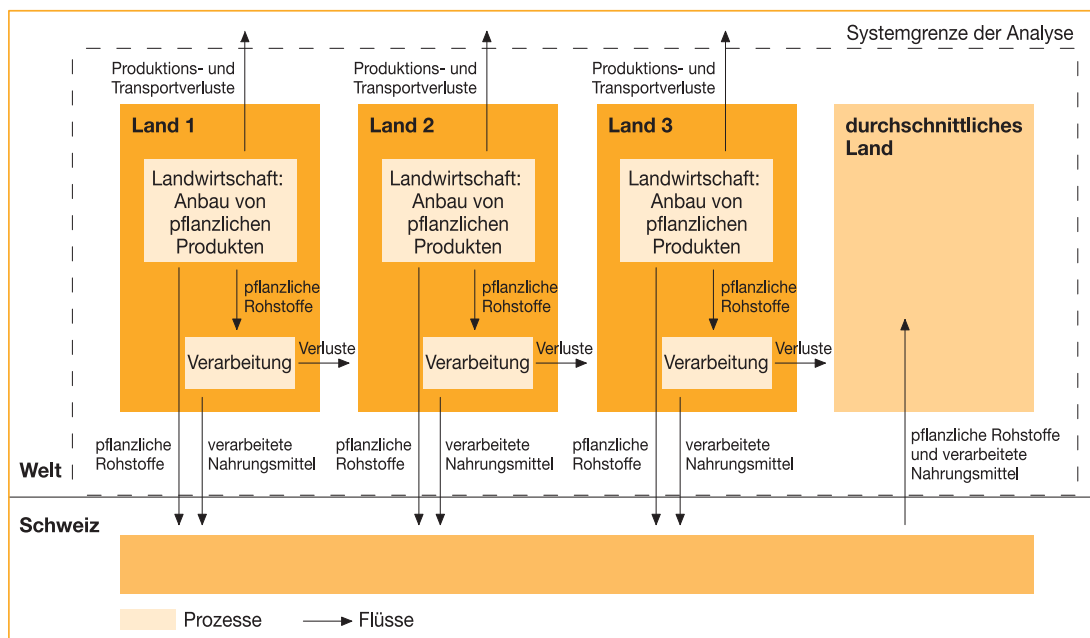 Systemgrenze der Analyse
Produktions- und
Transportverluste
Produktions- und
Transportverluste
Produktions- und
Transportverluste
Land 1
Land 2
Land 3
durchschnittliches
Land
Landwirtschaft:
Anbau von
pflanzlichen
Produkten
Landwirtschaft:
Anbau von
pflanzlichen
Produkten
Landwirtschaft:
Anbau von
pflanzlichen
Produkten
pflanzliche
Rohstoffe
pflanzliche
Rohstoffe
pflanzliche
Rohstoffe
Verarbeitung
Verluste
Verarbeitung
Verluste
Verarbeitung
Verluste
pflanzliche
Rohstoffe
verarbeitete
Nahrungsmittel
pflanzliche
Rohstoffe
verarbeitete
Nahrungsmittel
pflanzliche
Rohstoffe
verarbeitete
Nahrungsmittel
pflanzliche Rohstoffe
und verarbeitete
Nahrungsmittel
Welt
Schweiz
Prozesse
Flüsse